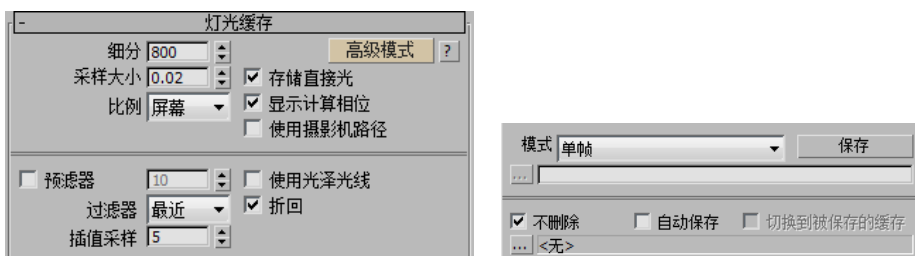 - 灯光缓存
细分 800 高级模式 ?
采样大小 0.02 存储直接光
比例 屏幕 显示计算相位
使用摄影机路径
预滤器 10 使用光泽光线
过滤器 最近 折回
插值采样 5
模式 单帧 保存
...
不删除 自动保存 切换到被保存的缓存
... <无>